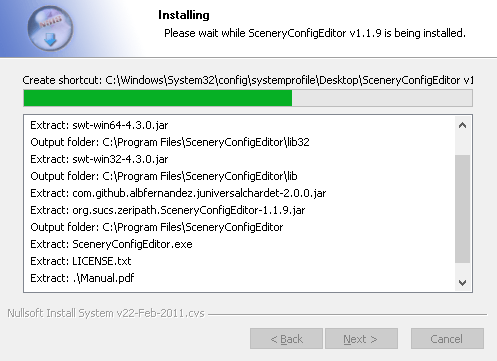 Installing
Please wait while SceneryConfigEditor v1.1.9 is being installed.
Create shortcut: C:\Windows\System32\config\systemprofile\Desktop\SceneryConfigEditor v1
Extract: swt-win64-4.3.0.jar
Output folder: C:\Program Files\SceneryConfigEditor\lib32
Extract: swt-win32-4.3.0.jar
Output folder: C:\Program Files\SceneryConfigEditor\lib
Extract: com.github.albfernandez.juniversalchardet-2.0.0.jar
Extract: org.sucs.zeripath.SceneryConfigEditor-1.1.9.jar
Output folder: C:\Program Files\SceneryConfigEditor
Extract: SceneryConfigEditor.exe
Extract: LICENSE.txt
Extract: .\Manual.pdf
Nullsoft Install System v22-Feb-2011.cvs
< Back
Next >
Cancel